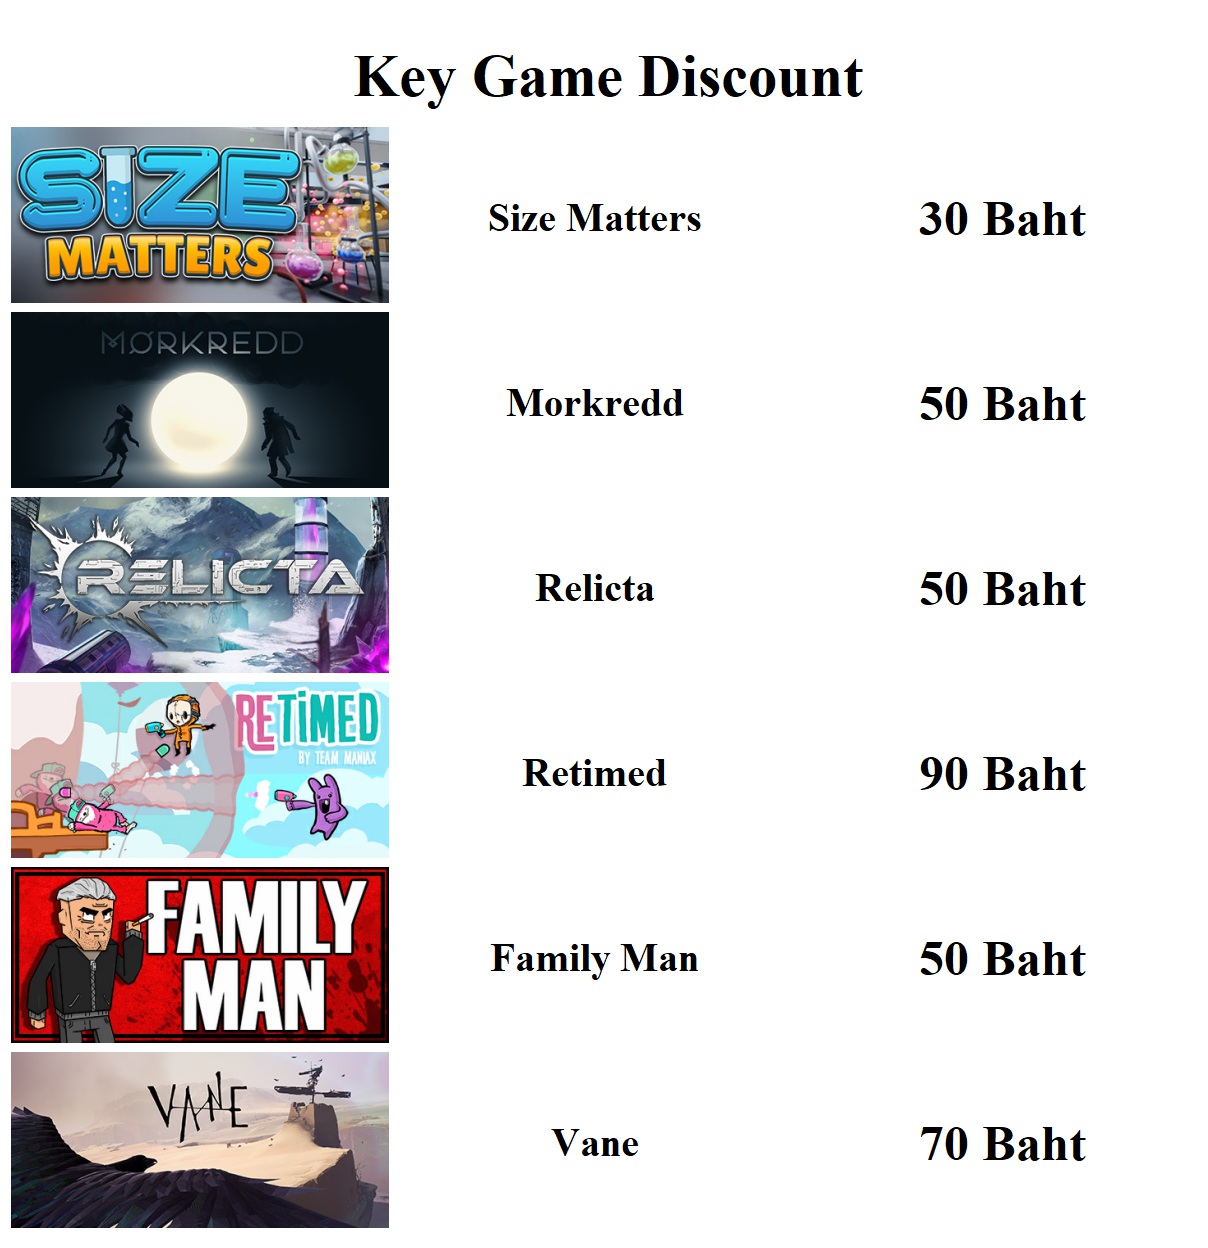 Key Game Discount
SIZE
MATTERS
Size Matters
30 Baht
MØRKREDD
Morkredd
50 Baht
RELICTA
Relicta
50 Baht
RETiMED
BY TEAM MANIAX
Retimed
90 Baht
FAMILY
MAN
Family Man
50 Baht
VANE
Vane
70 Baht